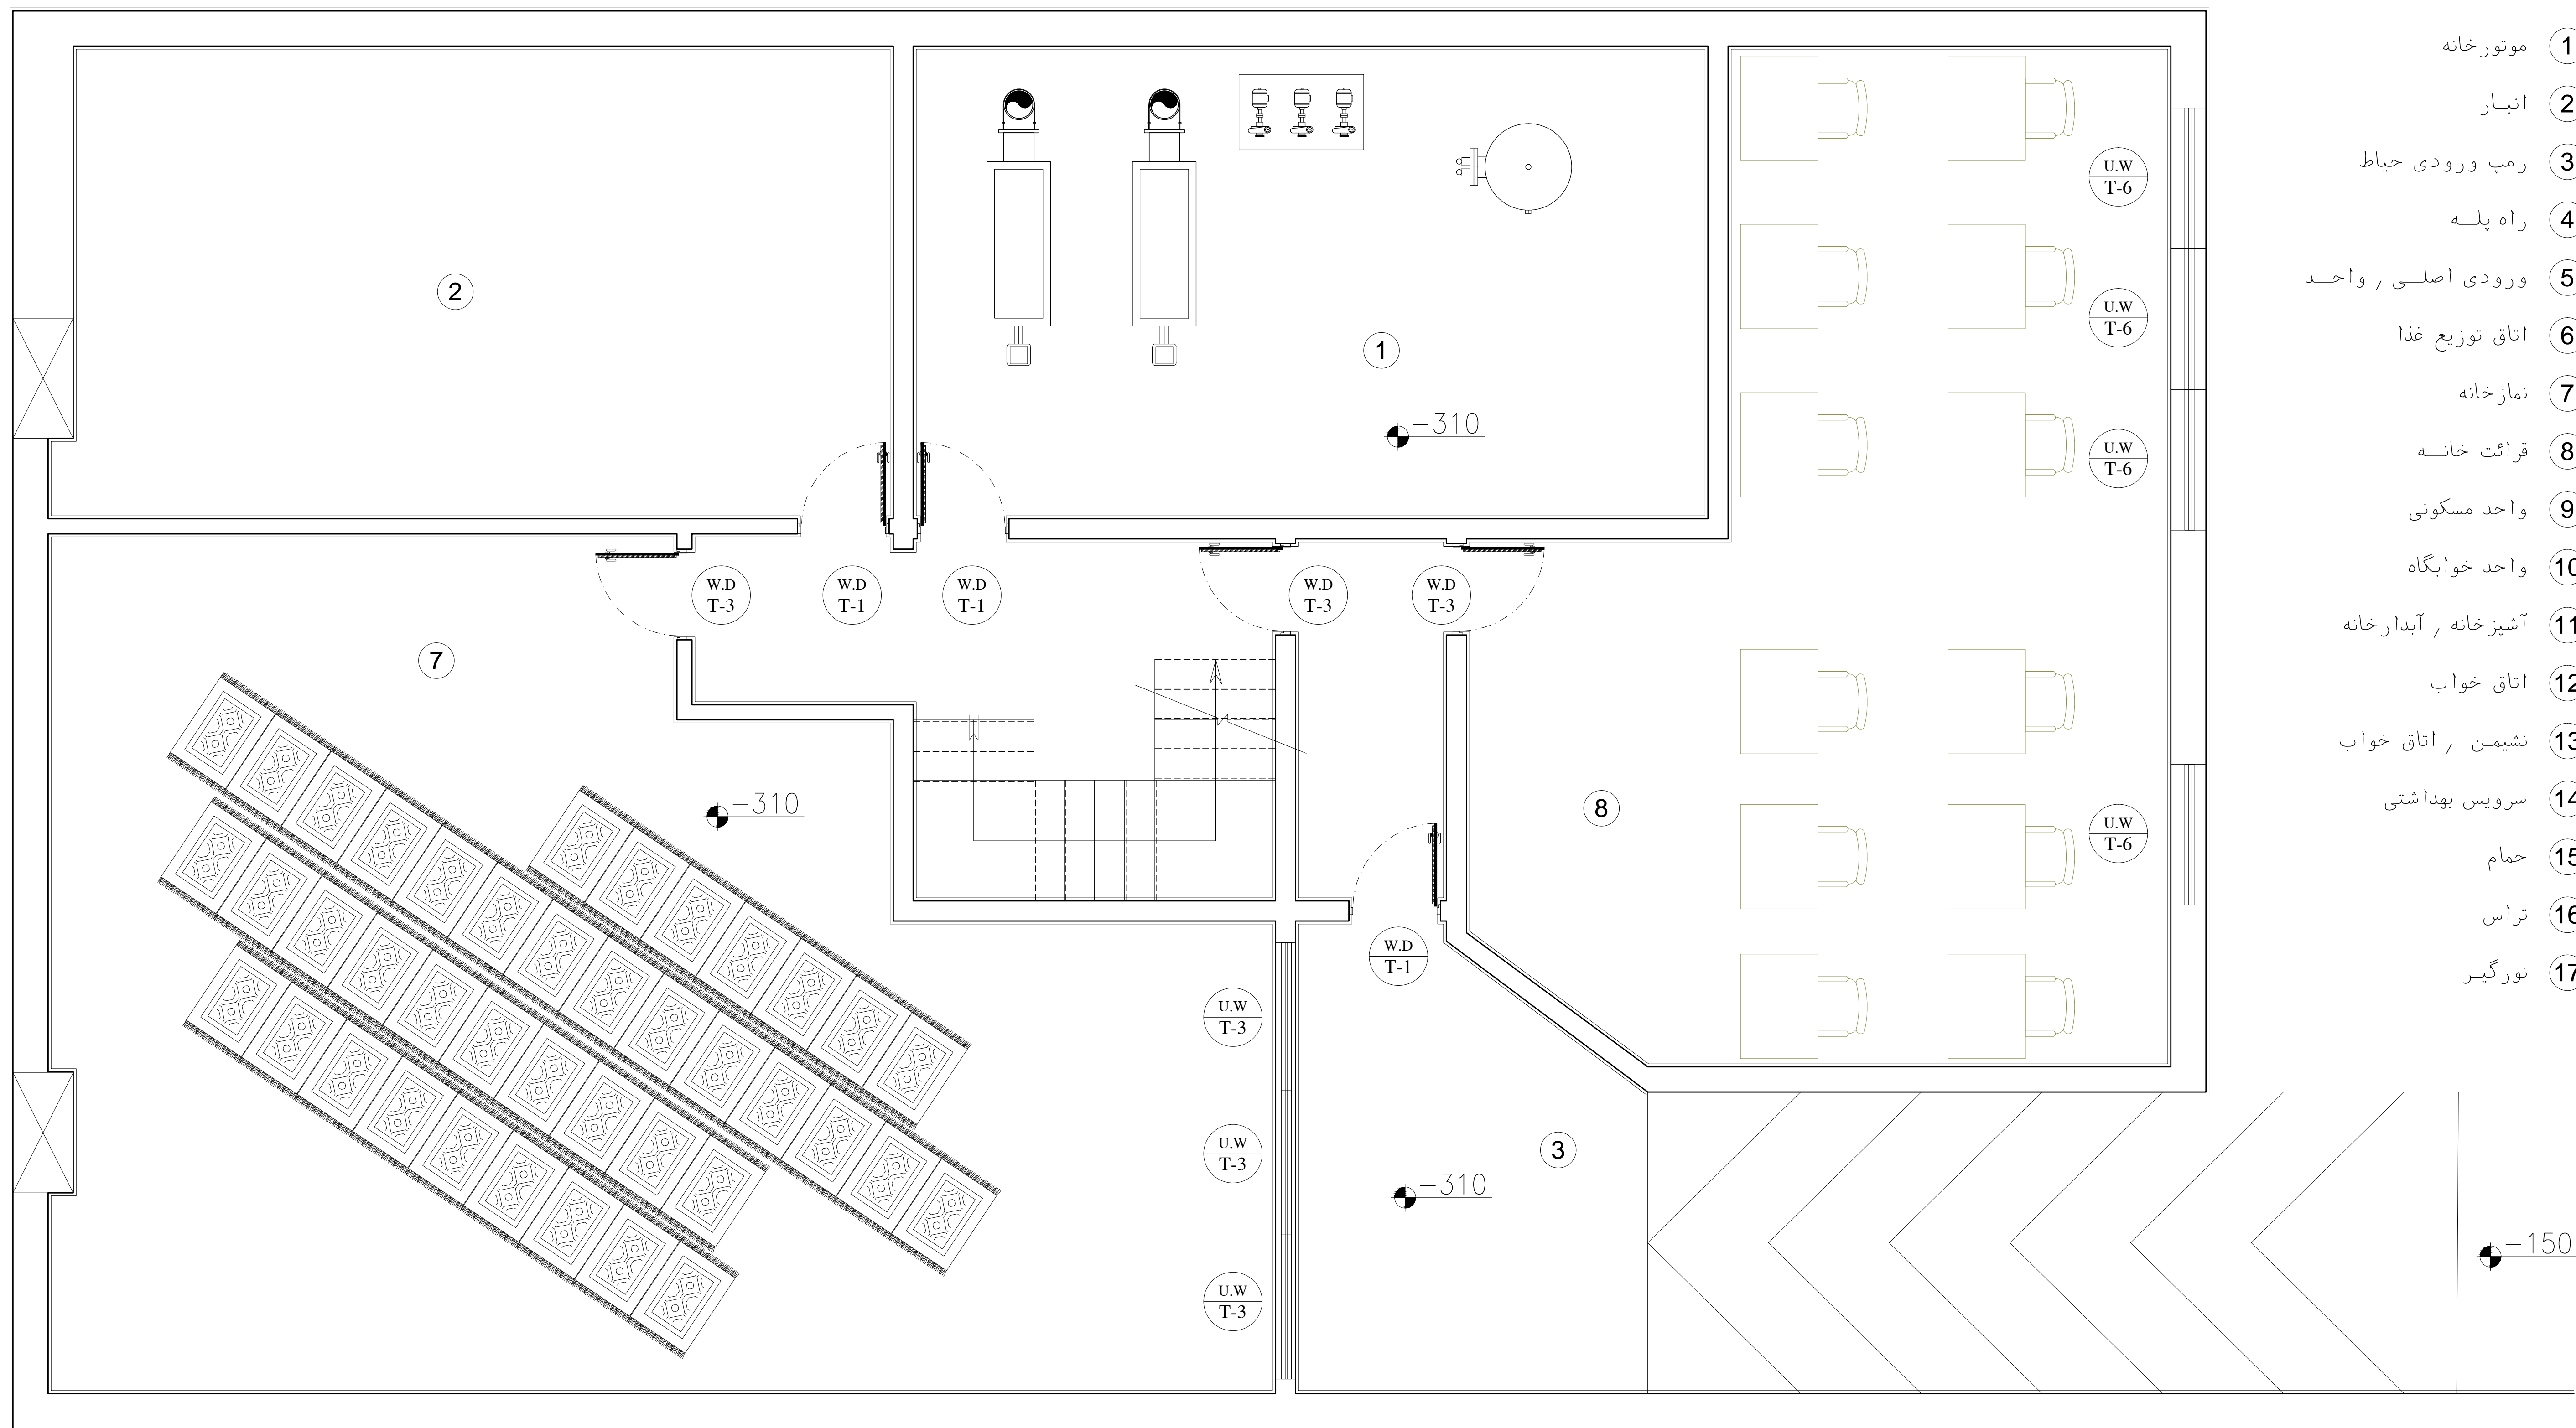 1 موتورخانه
2 انبار
3 رمپ ورودی حیاط
4 راه پله
5 ورودی اصلی / واحد
6 اتاق توزیع غذا
7 نمازخانه
8 قرائت خانه
9 واحد مسکونی
10 واحد خوابگاه
11 آشپزخانه / آبدارخانه
12 اتاق خواب
13 نشیمن / اتاق خواب
14 سرویس بهداشتی
15 حمام
16 تراس
17 نورگیر
U.W
T-6
2
U.W
T-6
1
-310
U.W
T-6
W.D
T-3
W.D
T-1
W.D
T-1
W.D
T-3
W.D
T-3
7
-310
8
U.W
T-6
W.D
T-1
U.W
T-3
U.W
T-3
3
-310
-150
U.W
T-3